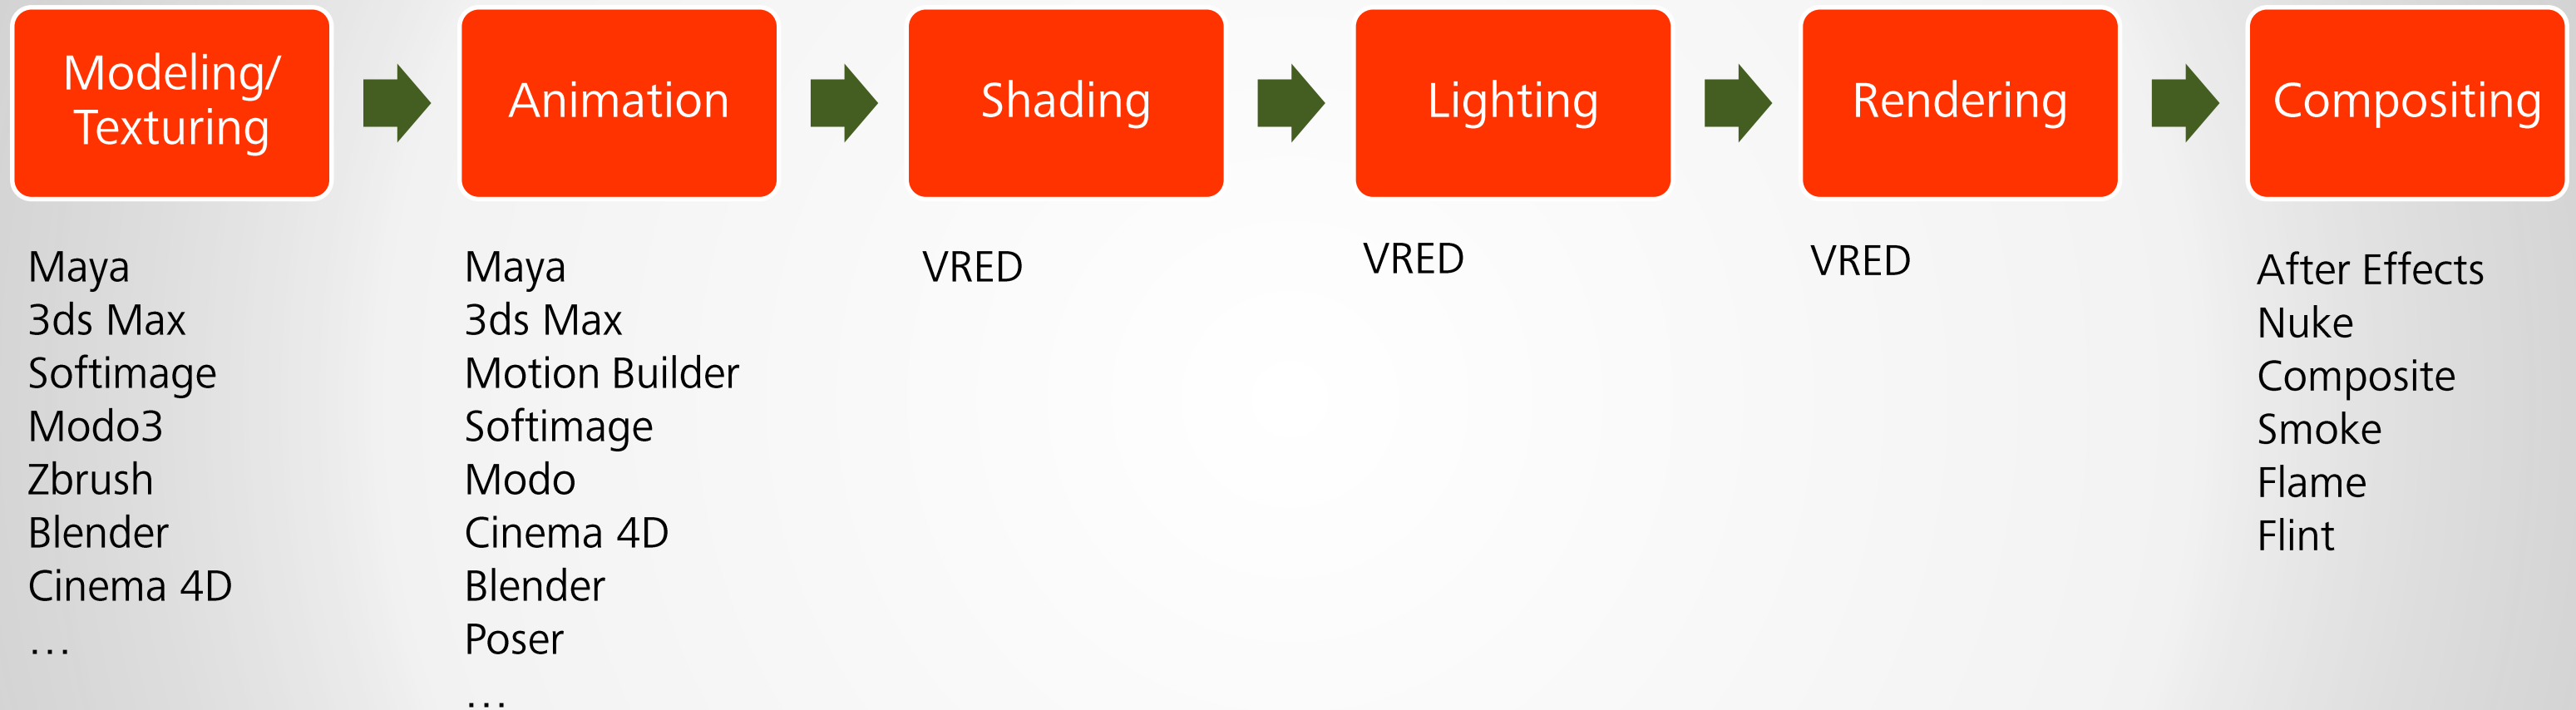 Modeling/
Texturing
Animation
Shading
Lighting
Rendering
Compositing
Maya
3ds Max
Softimage
Modo3
Zbrush
Blender
Cinema 4D
…
Maya
3ds Max
Motion Builder
Softimage
Modo
Cinema 4D
Blender
Poser
…
VRED
VRED
VRED
After Effects
Nuke
Composite
Smoke
Flame
Flint